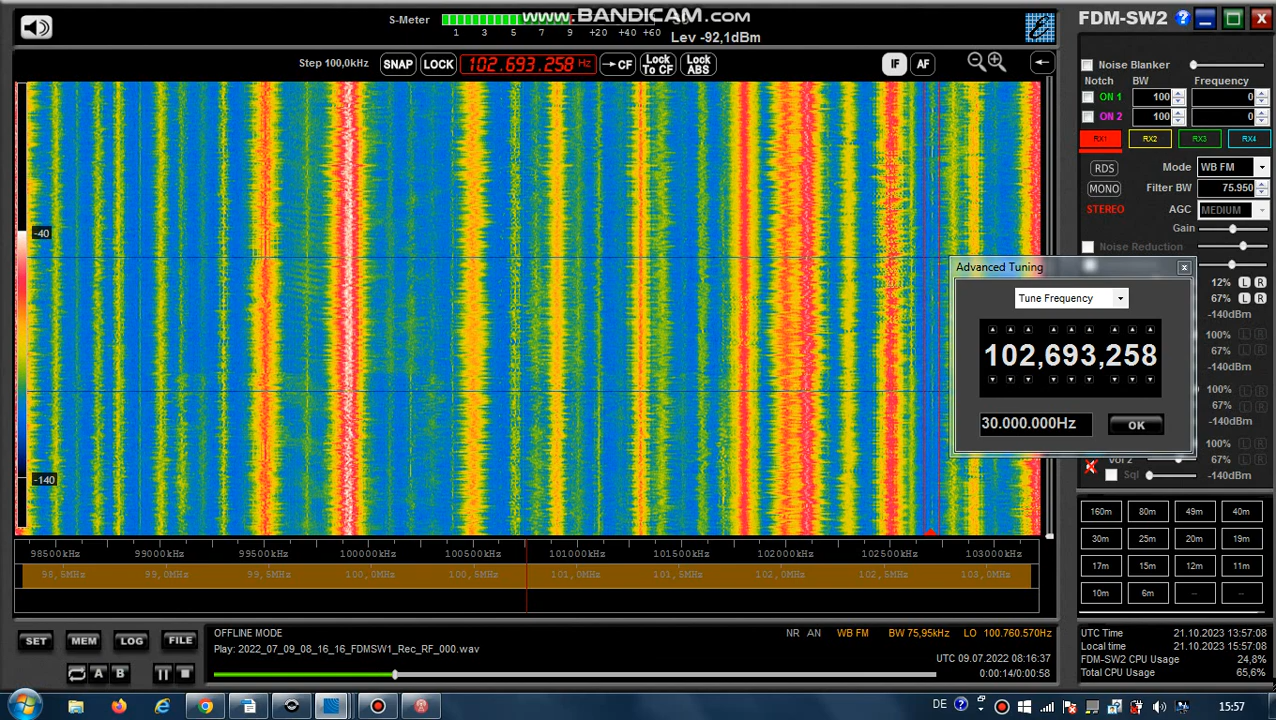 S-Meter
www.BANDICAM.com
1 3 5 7 9 +20 +40 +60
Lev -92,1dBm
FDM-SW2
Step 100,0kHz SNAP LOCK 102.693.258 Hz →CF Lock To CF Lock ABS IF AF
Noise Blanker
Notch BW Frequency
ON 1 100 0
ON 2 100 0
RX1 RX2 RX3 RX4
RDS Mode WB FM
MONO Filter BW 75.950
STEREO AGC MEDIUM
Gain
Noise Reduction
-40
-140
Advanced Tuning
Tune Frequency
102,693,258
30.000.000Hz OK
12% L R
67% L R
-140dBm
100% L R
67% L R
-140dBm
100% L R
67% L R
-140dBm
100% L R
Vol 2 67% L R
Sql -140dBm
98500kHz 99000kHz 99500kHz 100000kHz 100500kHz 101000kHz 101500kHz 102000kHz 102500kHz 103000kHz
98,5MHz 99,0MHz 99,5MHz 100,0MHz 100,5MHz 101,0MHz 101,5MHz 102,0MHz 102,5MHz 103,0MHz
160m 80m 49m 40m
30m 25m 20m 19m
17m 15m 12m 11m
10m 6m -- --
SET MEM LOG FILE
A B
OFFLINE MODE NR AN WB FM BW 75,95kHz LO 100.760.570Hz
Play: 2022_07_09_08_16_16_FDMSW1_Rec_RF_000.wav
UTC 09.07.2022 08:16:37
0:00:14/0:00:58
UTC Time 21.10.2023 13:57:08
Local time 21.10.2023 15:57:08
FDM-SW2 CPU Usage 24,8%
Total CPU Usage 65,6%
DE 15:57